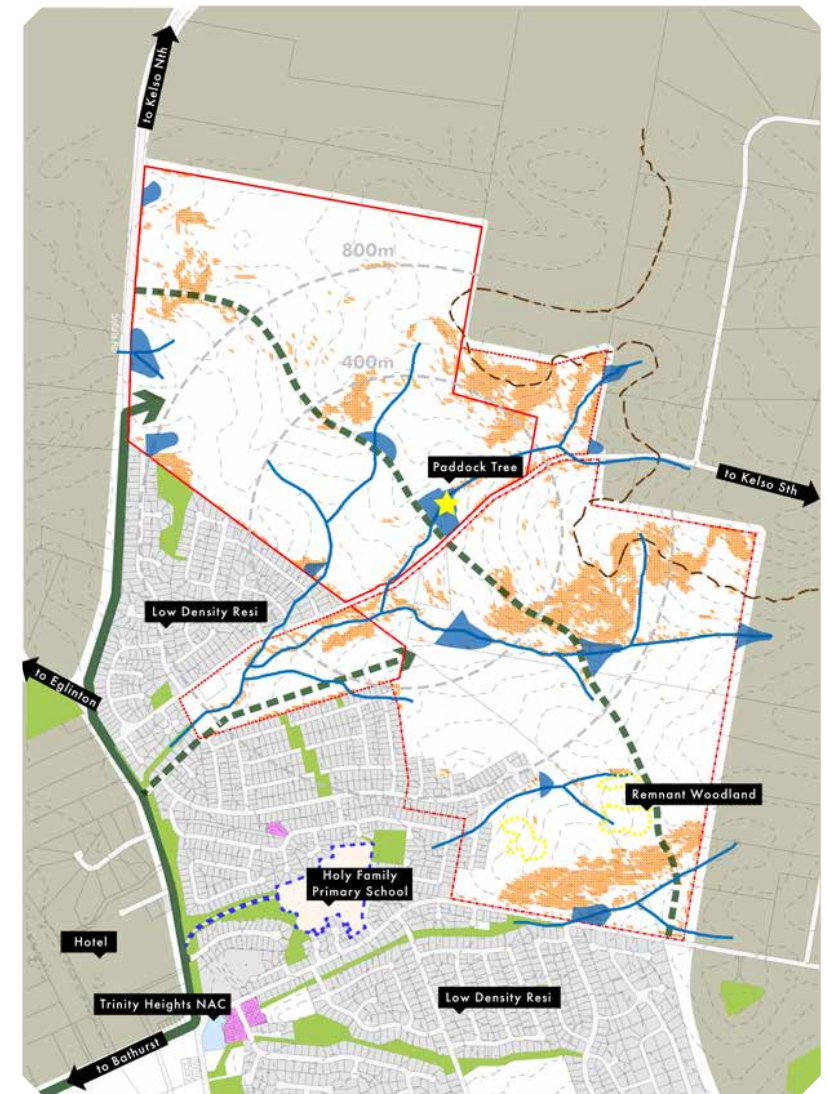 to Kelso Nth
800m
400m
Paddock Tree
to Kelso Sth
Low Density Resi
to Eglinton
Remnant Woodland
Holy Family
Primary School
Hotel
Trinity Heights NAC
Low Density Resi
to Bathurst